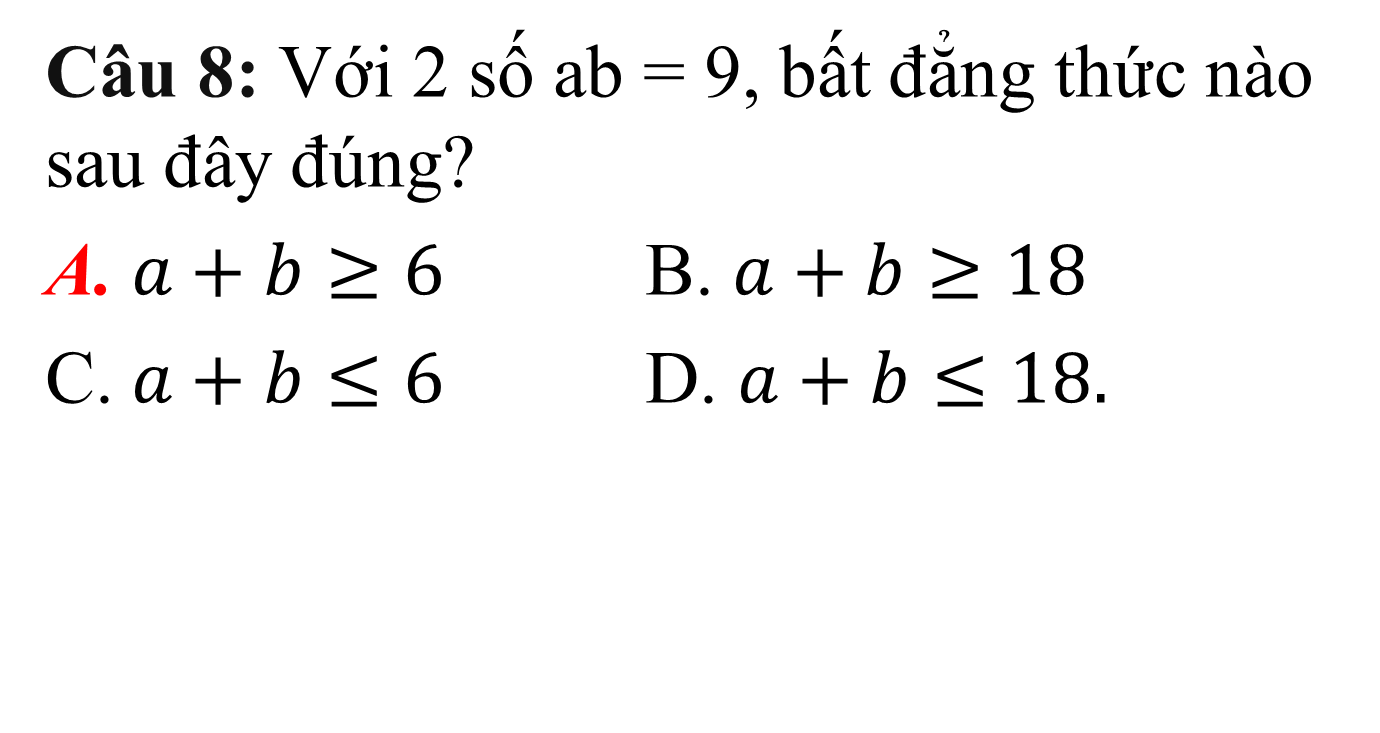 Câu 8: Với 2 số ab = 9, bất đẳng thức nào
sau đây đúng?
A. a + b ≥ 6 B. a + b ≥ 18
C. a + b ≤ 6 D. a + b ≤ 18.